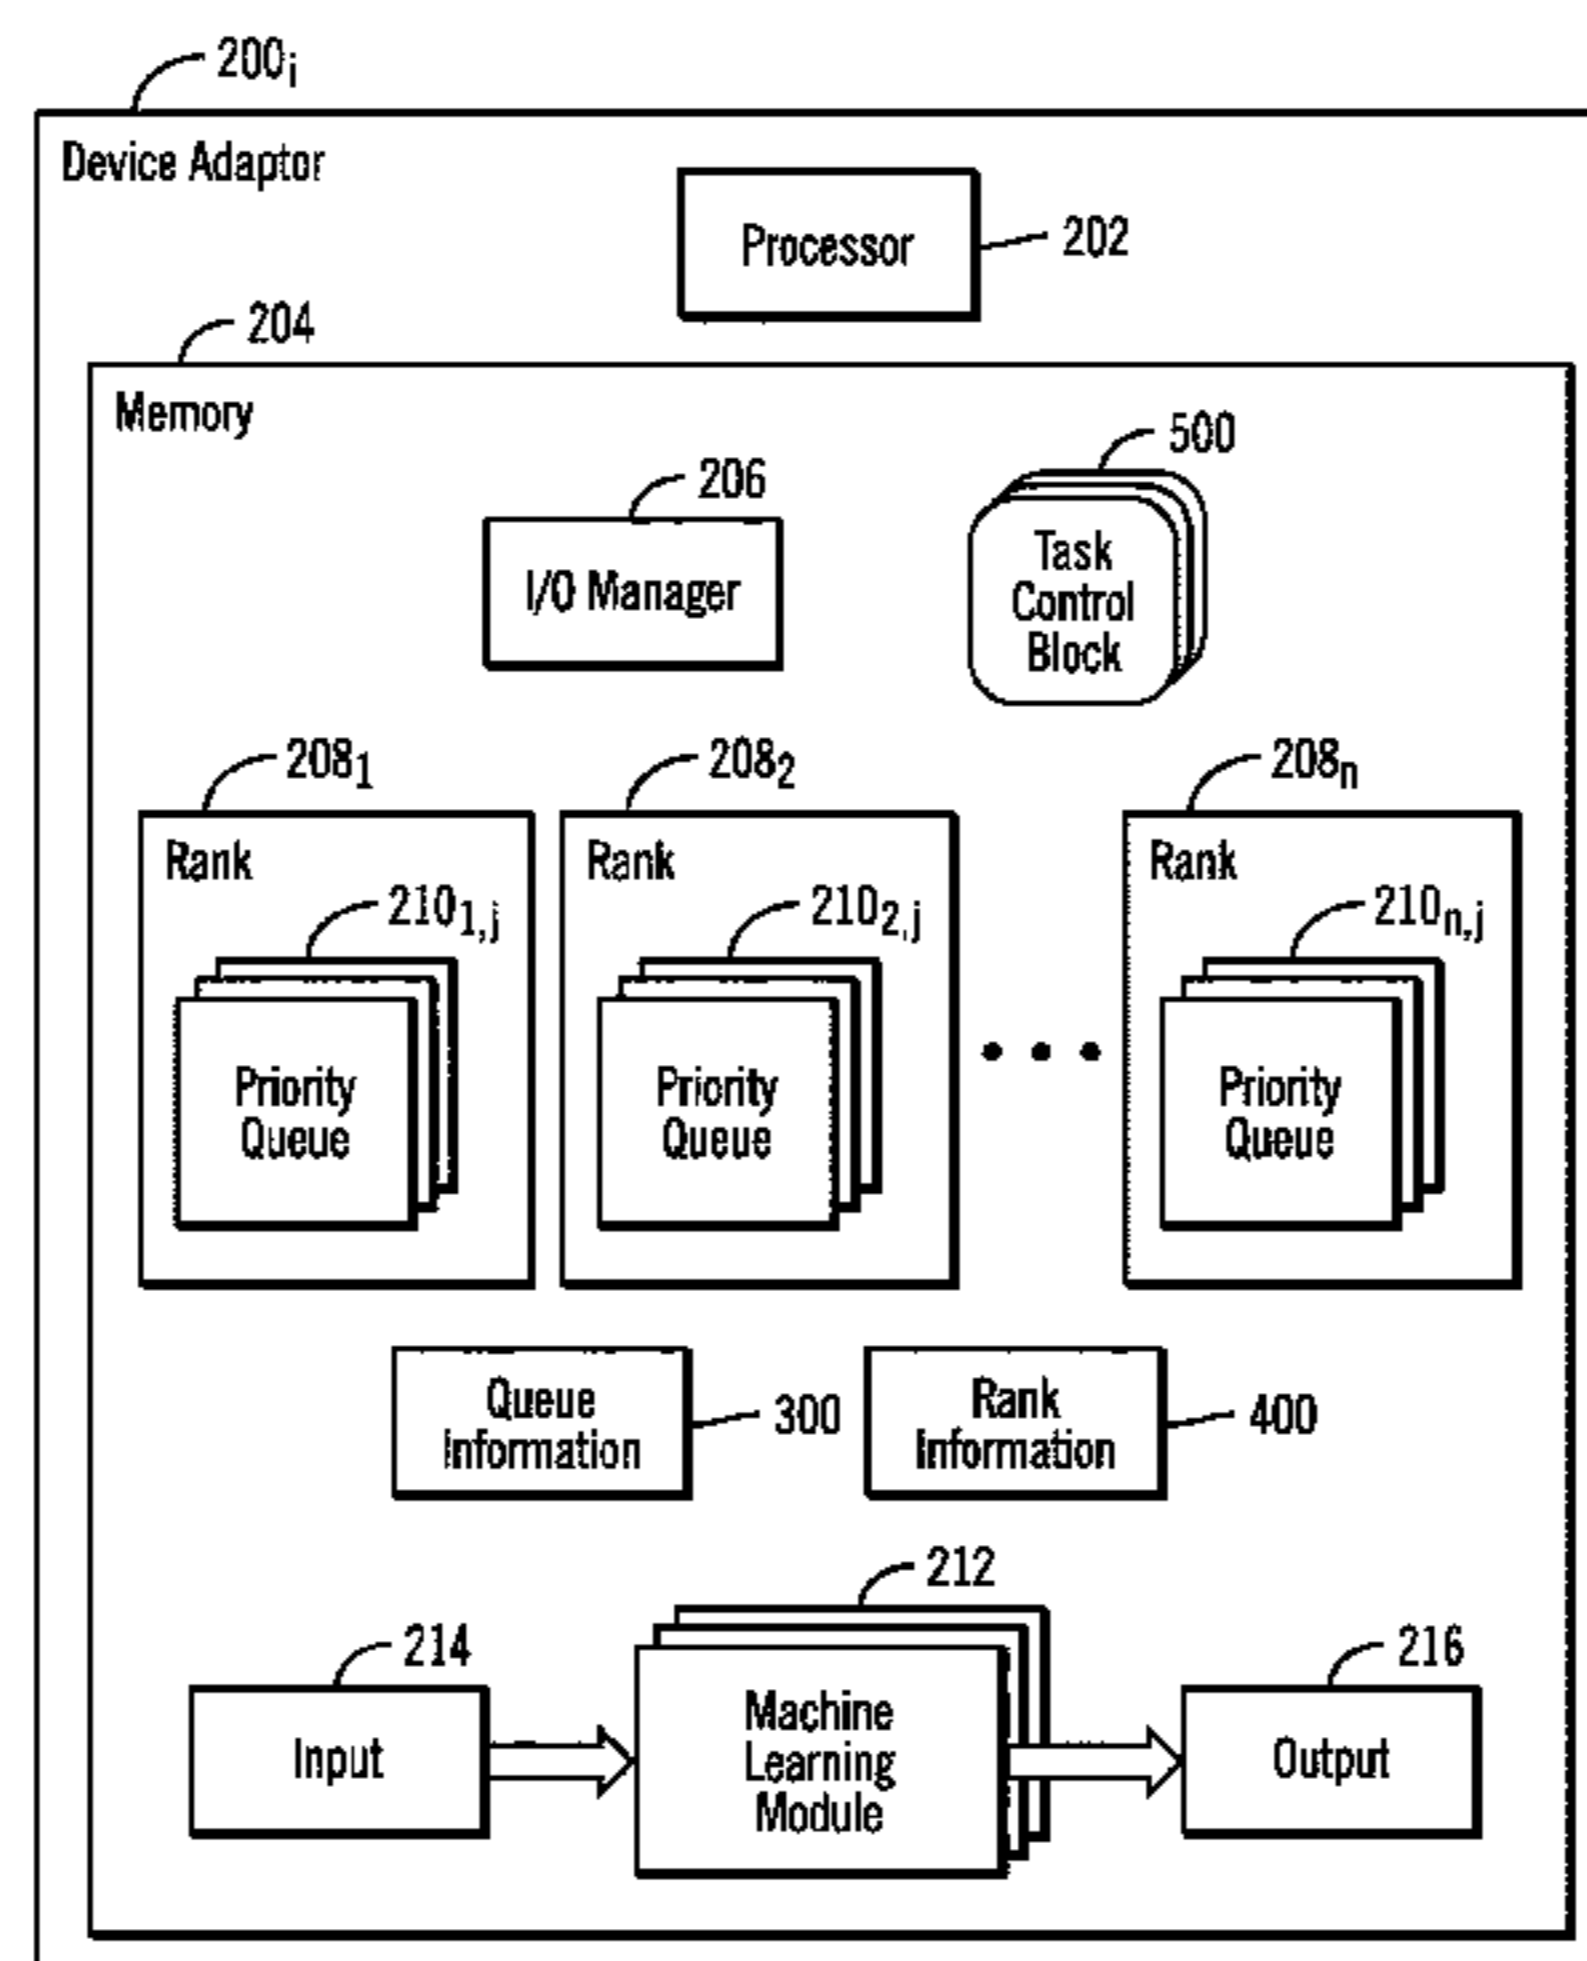 200i
Device Adaptor
Processor
202
204
Memory
206
I/O Manager
500
Task
Control
Block
2081
Rank
2101,j
Priority
Queue
2082
Rank
2102,j
Priority
Queue
208n
Rank
210n,j
Priority
Queue
Queue
Information
300
Rank
Information
400
214
Input
212
Machine
Learning
Module
216
Output